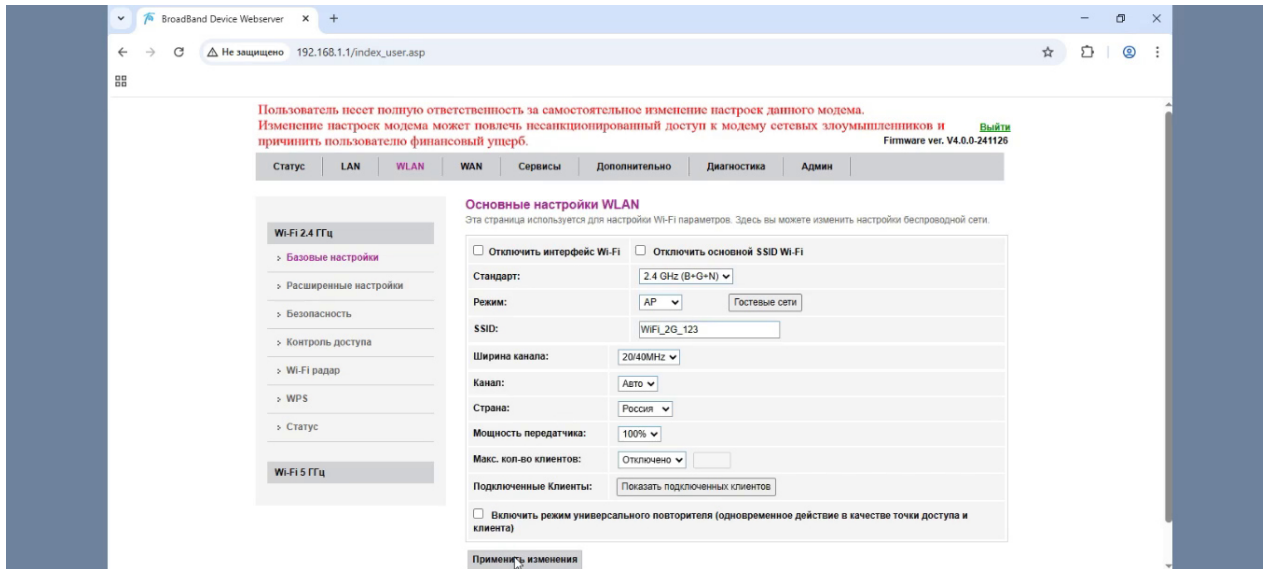 BroadBand Device Webserver
Не защищено 192.168.1.1/index_user.asp
Пользователь несет полную ответственность за самостоятельное изменение настроек данного модема.
Изменение настроек модема может повлечь несанкционированный доступ к модему сетевых злоумышленников и
причинить пользователю финансовый ущерб.
Выйти
Firmware ver. V4.0.0-241126
Статус LAN WLAN WAN Сервисы Дополнительно Диагностика Админ
Wi-Fi 2.4 ГГц
Базовые настройки
Расширенные настройки
Безопасность
Контроль доступа
Wi-Fi радар
WPS
Статус
Wi-Fi 5 ГГц
Основные настройки WLAN
Эта страница используется для настройки Wi-Fi параметров. Здесь вы можете изменить настройки беспроводной сети.
Отключить интерфейс Wi-Fi Отключить основной SSID Wi-Fi
Стандарт: 2.4 GHz (B+G+N)
Режим: AP Гостевые сети
SSID: WiFi_2G_123
Ширина канала: 20/40MHz
Канал: Авто
Страна: Россия
Мощность передатчика: 100%
Макс. кол-во клиентов: Отключено
Подключенные Клиенты: Показать подключенных клиентов
Включить режим универсального повторителя (одновременное действие в качестве точки доступа и
клиента)
Применить изменения